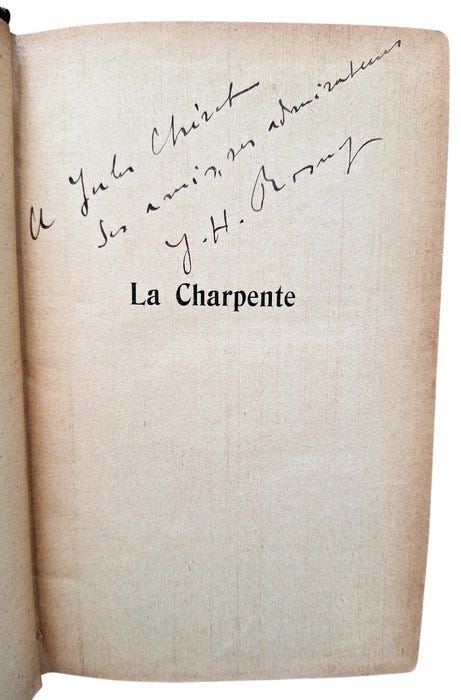 A Jules Chéret
Ses amis, ses admirateurs
J.-H. Rosny
La Charpente